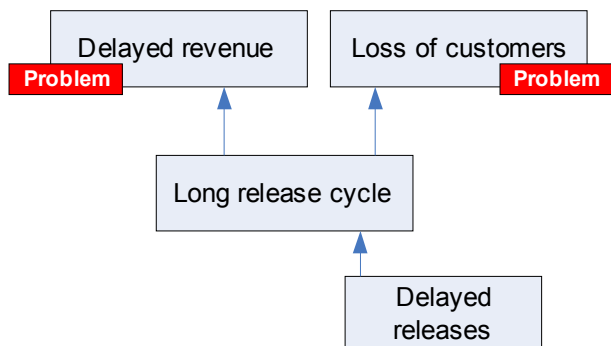 Delayed revenue
Loss of customers
Problem
Problem
Long release cycle
Delayed
releases